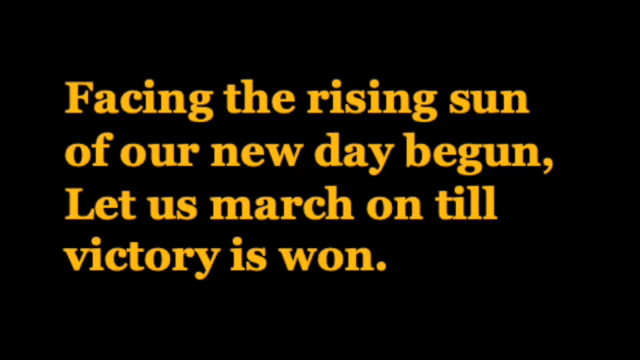 Facing the rising sun
of our new day begun,
Let us march on till
victory is won.